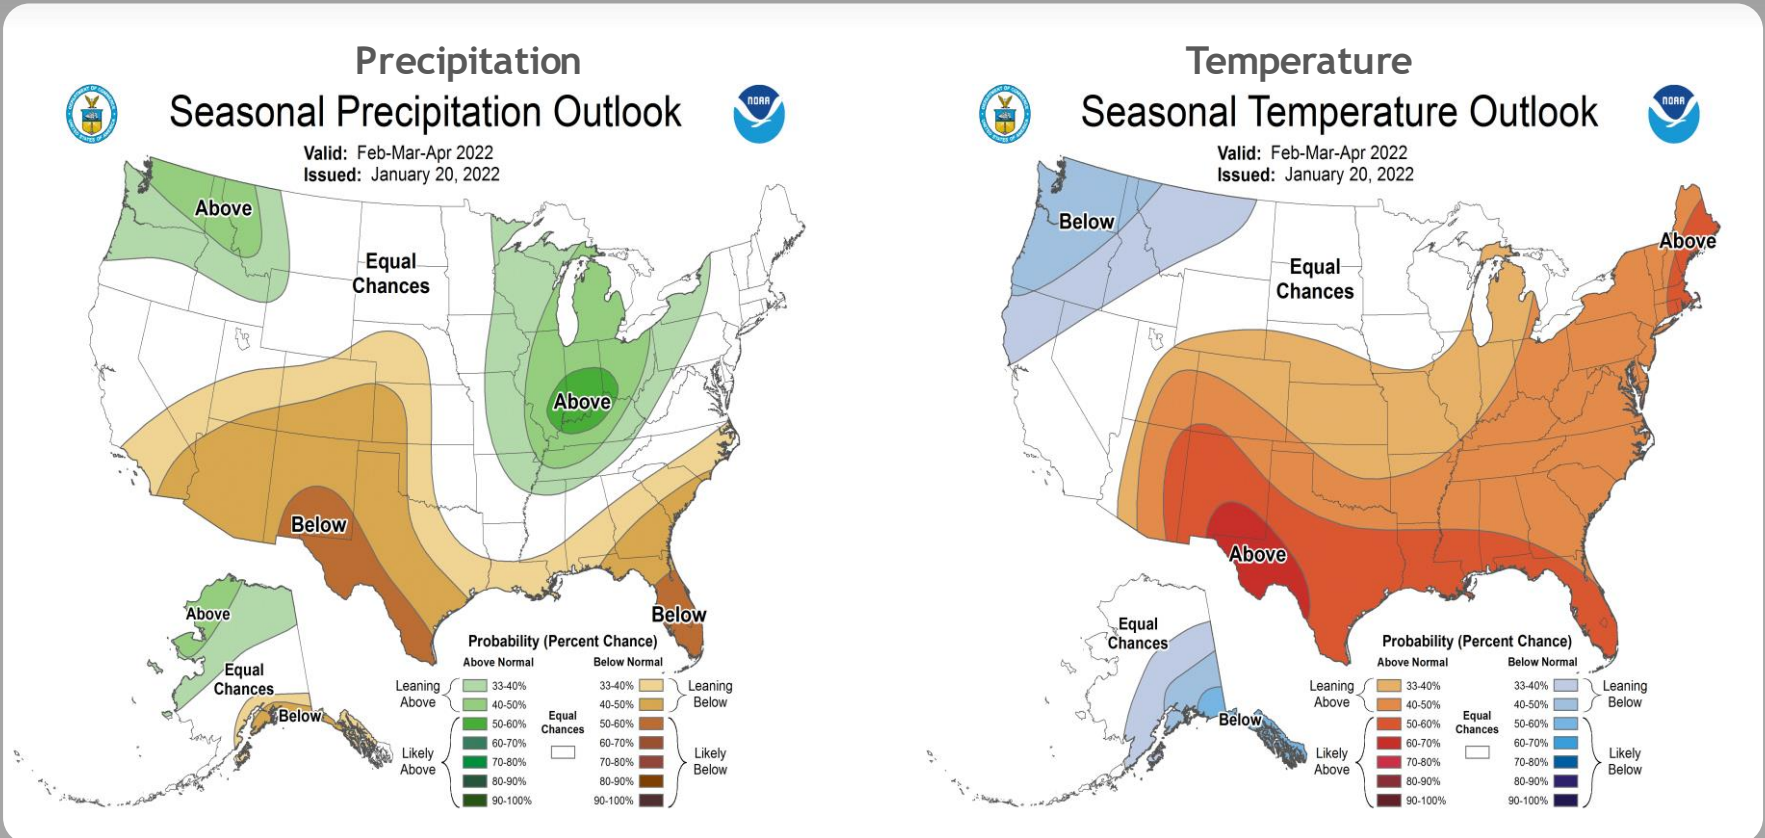 Precipitation
NOAA
Seasonal Precipitation Outlook
Valid: Feb-Mar-Apr 2022
Issued: January 20, 2022
Above
Equal
Chances
Above
Below
Below
Above
Equal
Chances
Below
Probability (Percent Chance)
Above Normal
Below Normal
Leaning
Above
33-40%
40-50%
Likely
Above
50-60%
60-70%
70-80%
80-90%
90-100%
Equal
Chances
33-40%
40-50%
Leaning
Below
50-60%
60-70%
70-80%
80-90%
90-100%
Likely
Below
Temperature
NOAA
Seasonal Temperature Outlook
Valid: Feb-Mar-Apr 2022
Issued: January 20, 2022
Below
Equal
Chances
Above
Above
Equal
Chances
Below
Probability (Percent Chance)
Above Normal
Below Normal
Leaning
Above
33-40%
40-50%
Likely
Above
50-60%
60-70%
70-80%
80-90%
90-100%
Equal
Chances
33-40%
40-50%
Leaning
Below
50-60%
60-70%
70-80%
80-90%
90-100%
Likely
Below